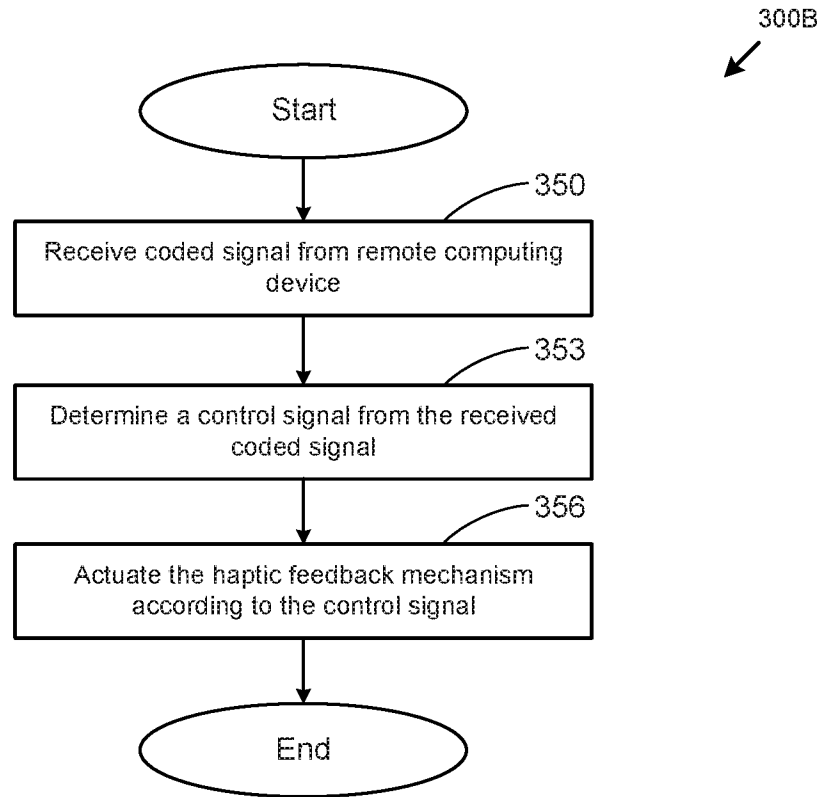 300B
Start
350
Receive coded signal from remote computing
device
353
Determine a control signal from the received
coded signal
356
Actuate the haptic feedback mechanism
according to the control signal
End